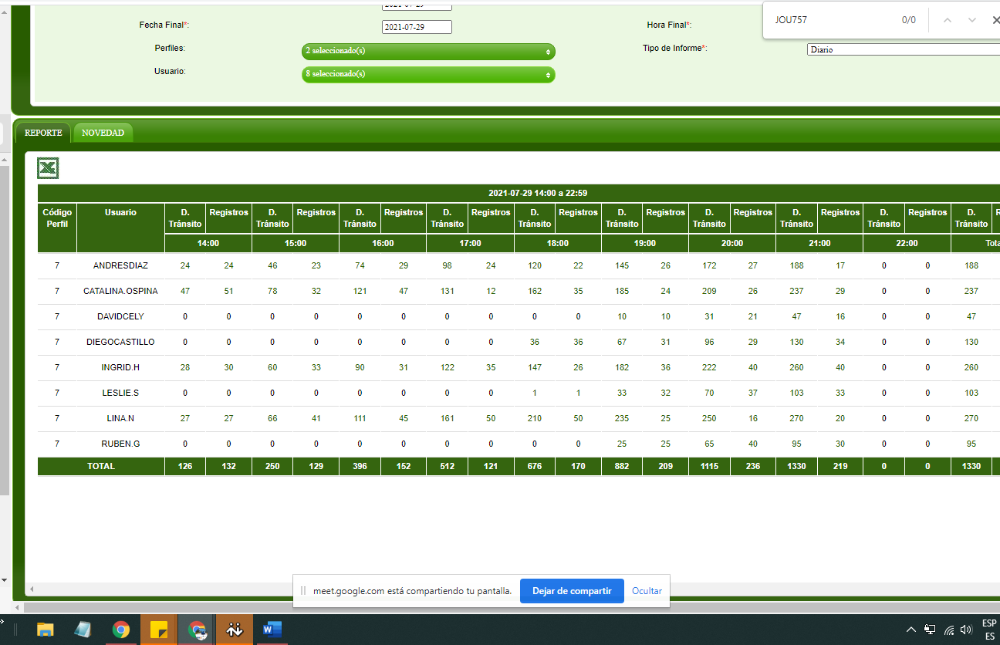 JOU757 0/0
Fecha Final*: 2021-07-29 Hora Final*:
Perfiles: 2 seleccionado(s) Tipo de Informe*: Diario
Usuario: 8 seleccionado(s)
REPORTE NOVEDAD
2021-07-29 14:00 a 22:59
Código Perfil Usuario D. Tránsito Registros D. Tránsito Registros D. Tránsito Registros D. Tránsito Registros D. Tránsito Registros D. Tránsito Registros D. Tránsito Registros D. Tránsito Registros D. Tránsito Registros D. Tránsito
14:00 15:00 16:00 17:00 18:00 19:00 20:00 21:00 22:00
7 ANDRESDIAZ 24 24 46 23 74 29 98 24 120 22 145 26 172 27 188 17 0 0 188
7 CATALINA.OSPINA 47 51 78 32 121 47 131 12 162 35 185 24 209 26 237 29 0 0 237
7 DAVIDCELY 0 0 0 0 0 0 0 0 0 0 10 10 31 21 47 16 0 0 47
7 DIEGOCASTILLO 0 0 0 0 0 0 0 0 36 36 67 31 96 29 130 34 0 0 130
7 INGRID.H 28 30 60 33 90 31 122 35 147 26 182 36 222 40 260 40 0 0 260
7 LESLIE.S 0 0 0 0 0 0 0 0 1 1 33 32 70 37 103 33 0 0 103
7 LINA.N 27 27 66 41 111 45 161 50 210 50 235 25 250 16 270 20 0 0 270
7 RUBEN.G 0 0 0 0 0 0 0 0 0 0 25 25 65 40 95 30 0 0 95
TOTAL 126 132 250 129 396 152 512 121 676 170 882 209 1115 236 1330 219 0 0 1330
meet.google.com está compartiendo tu pantalla. Dejar de compartir Ocultar
ESP
ES